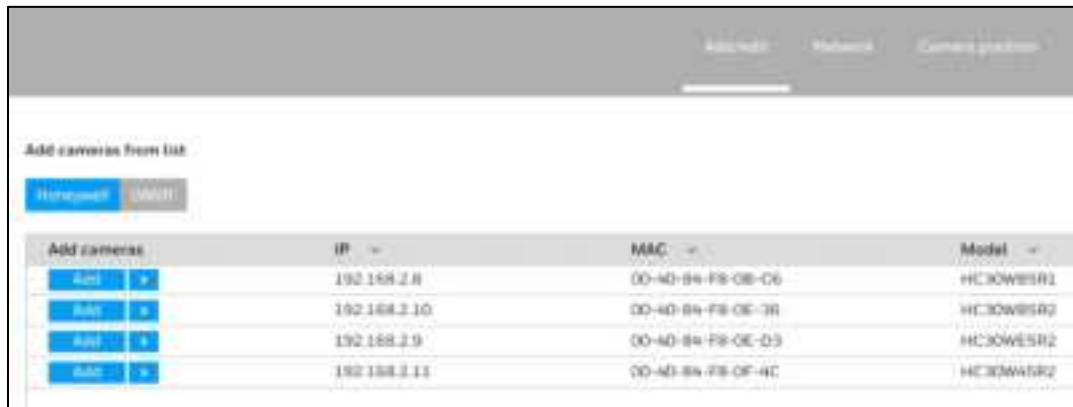 Add/edit Network Camera position
Add cameras from list
Honeywell ONVIF
Add cameras IP MAC Model
Add 192.168.2.8 00-40-84-F8-0B-C6 HC30WB5R1
Add 192.168.2.10 00-40-84-F8-0E-36 HC30WB5R2
Add 192.168.2.9 00-40-84-F8-0E-D3 HC30WE5R2
Add 192.168.2.11 00-40-84-F8-0F-4C HC30W45R2